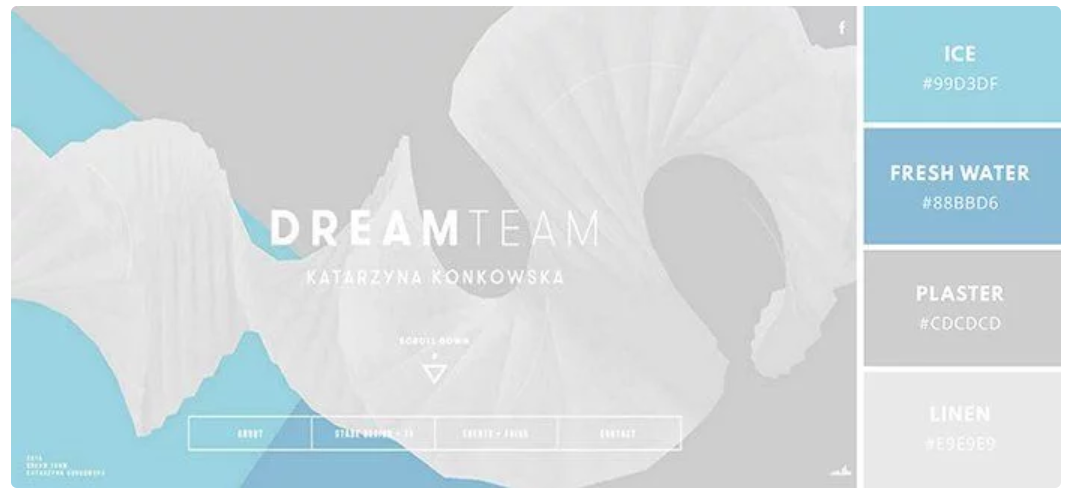 f
DREAMTEAM
KATARZYNA KONKOWSKA
SCROLL DOWN
ABOUT
STAGE DESIGN + TV
EVENTS + FAIRS
CONTACT
DREAM TEAM
KATARZYNA KONKOWSKA
ICE
#99D3DF
FRESH WATER
#88BBD6
PLASTER
#CDCDCD
LINEN
#E9E9E9